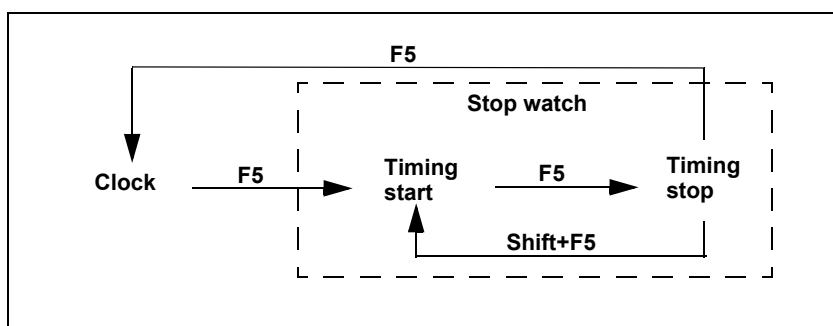 F5
Stop watch
Clock
F5
Timing
start
F5
Timing
stop
Shift+F5